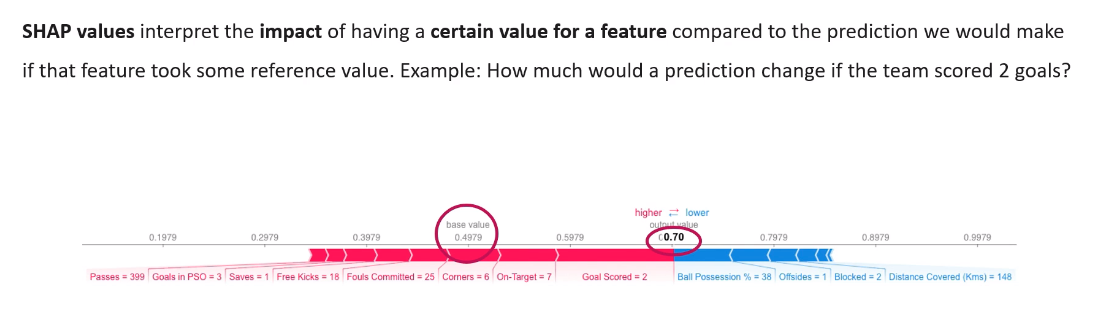 SHAP values interpret the impact of having a certain value for a feature compared to the prediction we would make
if that feature took some reference value. Example: How much would a prediction change if the team scored 2 goals?
higher ⇄ lower
base value output value
0.1979 0.2979 0.3979 0.4979 0.5979 0.70 0.7979 0.8979 0.9979
Passes = 399 Goals in PSO = 3 Saves = 1 Free Kicks = 18 Fouls Committed = 25 Corners = 6 On-Target = 7 Goal Scored = 2 Ball Possession % = 38 Offsides = 1 Blocked = 2 Distance Covered (Kms) = 148